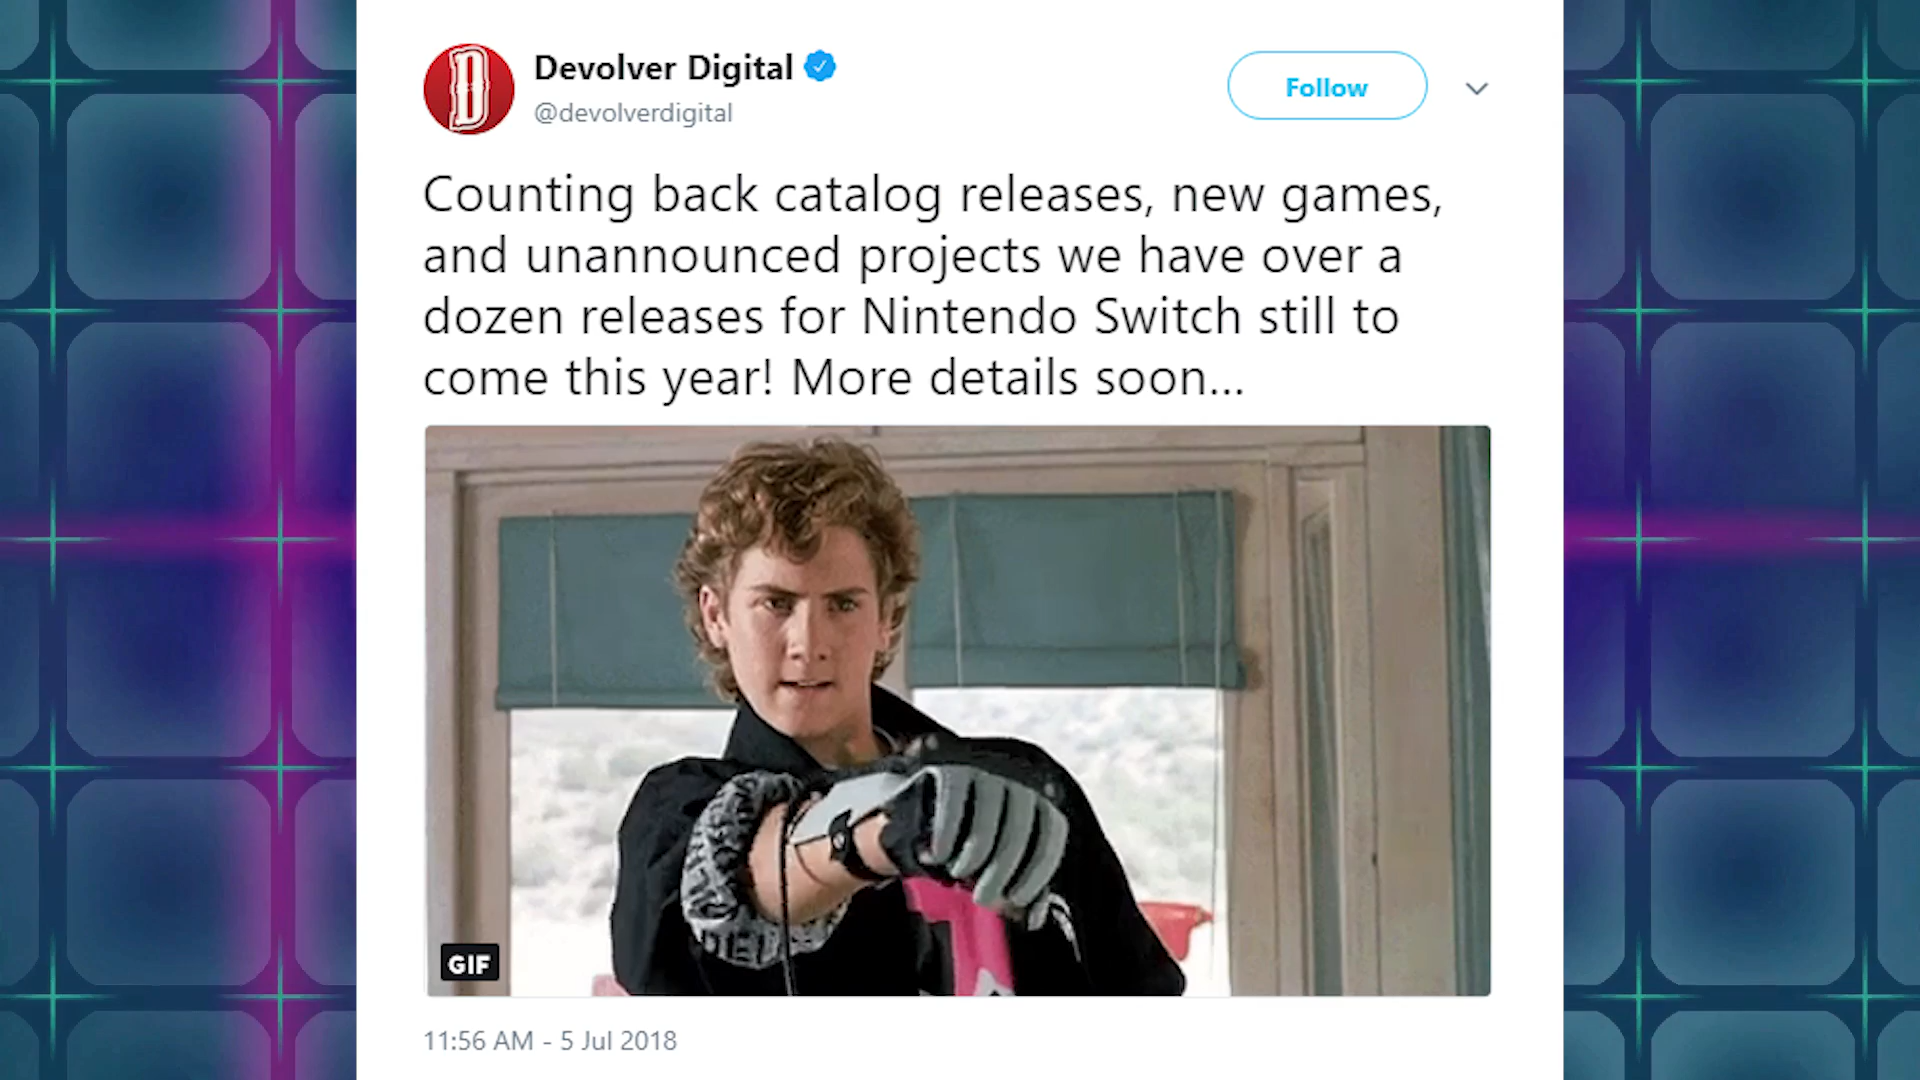 Devolver Digital
@devolverdigital
Follow
Counting back catalog releases, new games,
and unannounced projects we have over a
dozen releases for Nintendo Switch still to
come this year! More details soon...
GIF
11:56 AM - 5 Jul 2018